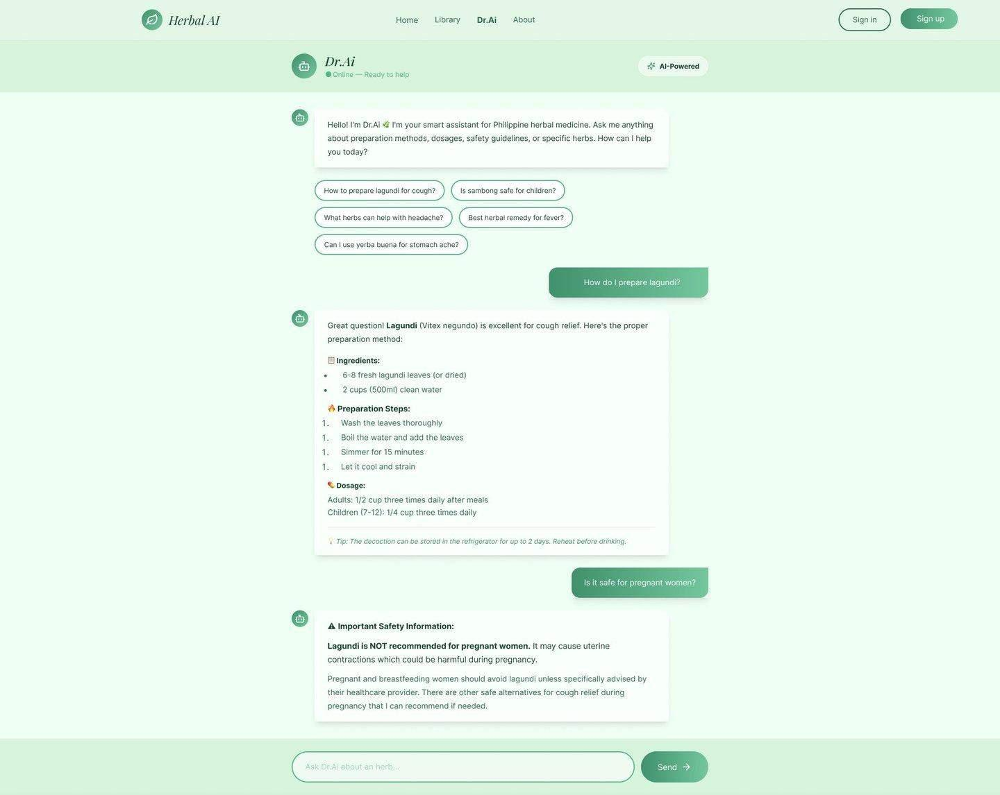 Herbal AI
Home Library Dr.Ai About
Sign in Sign up
Dr.Ai
Online — Ready to help
AI-Powered
Hello! I'm Dr.Ai 🌿 I'm your smart assistant for Philippine herbal medicine. Ask me anything
about preparation methods, dosages, safety guidelines, or specific herbs. How can I help
you today?
How to prepare lagundi for cough? Is sambong safe for children?
What herbs can help with headache? Best herbal remedy for fever?
Can I use yerba buena for stomach ache?
How do I prepare lagundi?
Great question! Lagundi (Vitex negundo) is excellent for cough relief. Here's the proper
preparation method:
📋 Ingredients:
• 6-8 fresh lagundi leaves (or dried)
• 2 cups (500ml) clean water
🔥 Preparation Steps:
1. Wash the leaves thoroughly
1. Boil the water and add the leaves
1. Simmer for 15 minutes
1. Let it cool and strain
💊 Dosage:
Adults: 1/2 cup three times daily after meals
Children (7-12): 1/4 cup three times daily
💡 Tip: The decoction can be stored in the refrigerator for up to 2 days. Reheat before drinking.
Is it safe for pregnant women?
⚠ Important Safety Information:
Lagundi is NOT recommended for pregnant women. It may cause uterine
contractions which could be harmful during pregnancy.
Pregnant and breastfeeding women should avoid lagundi unless specifically advised by
their healthcare provider. There are other safe alternatives for cough relief during
pregnancy that I can recommend if needed.
Ask Dr.Ai about an herb...
Send →